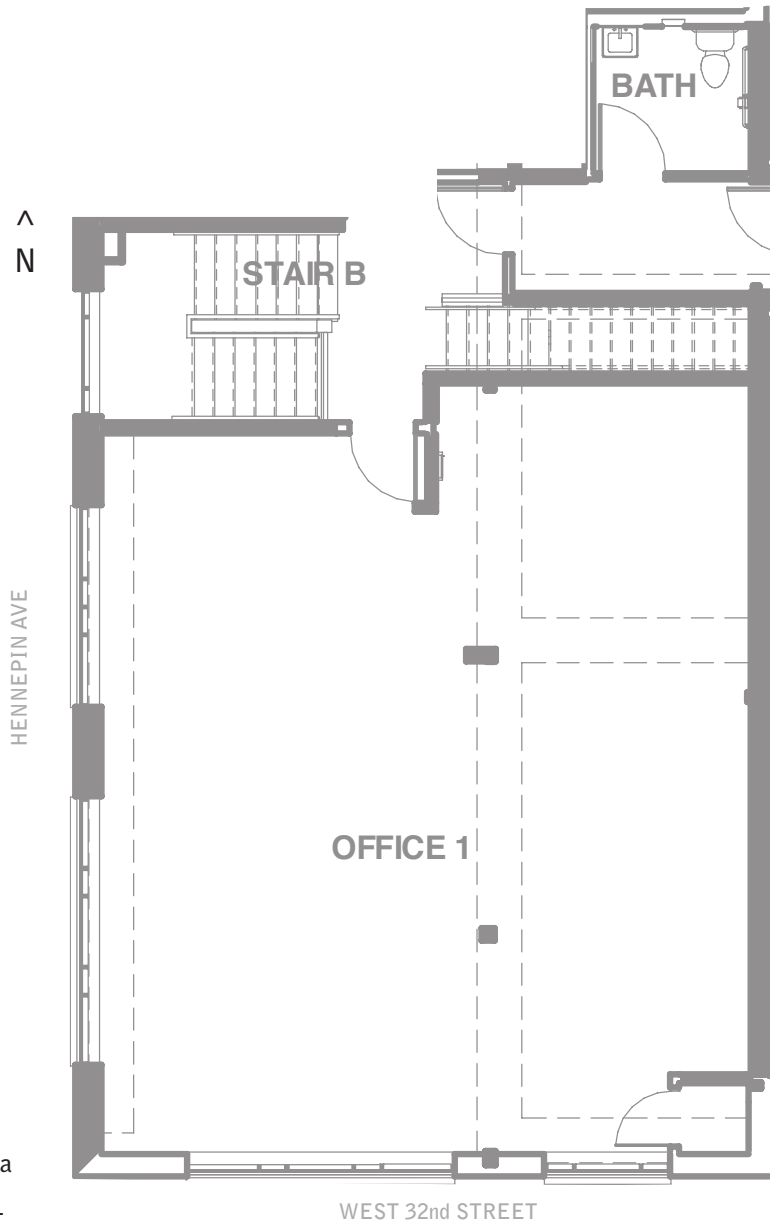 BATH
^
N
STAIR B
HENNEPIN AVE
OFFICE 1
a
WEST 32nd STREET